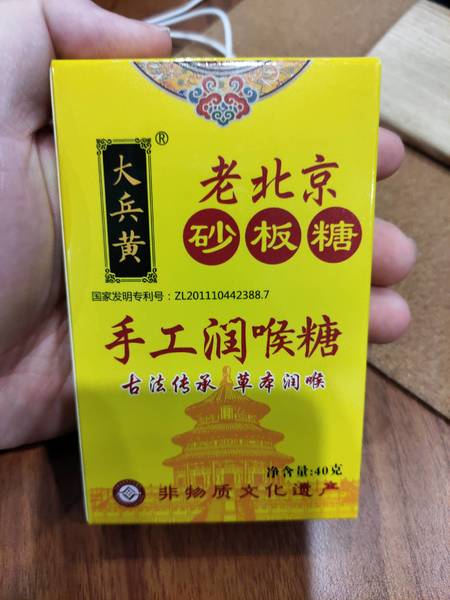 大兵黄®
老北京
砂板糖
国家发明专利号：ZL201110442388.7
手工润喉糖
古法传承 草本润喉
净含量:40克
非物质文化遗产